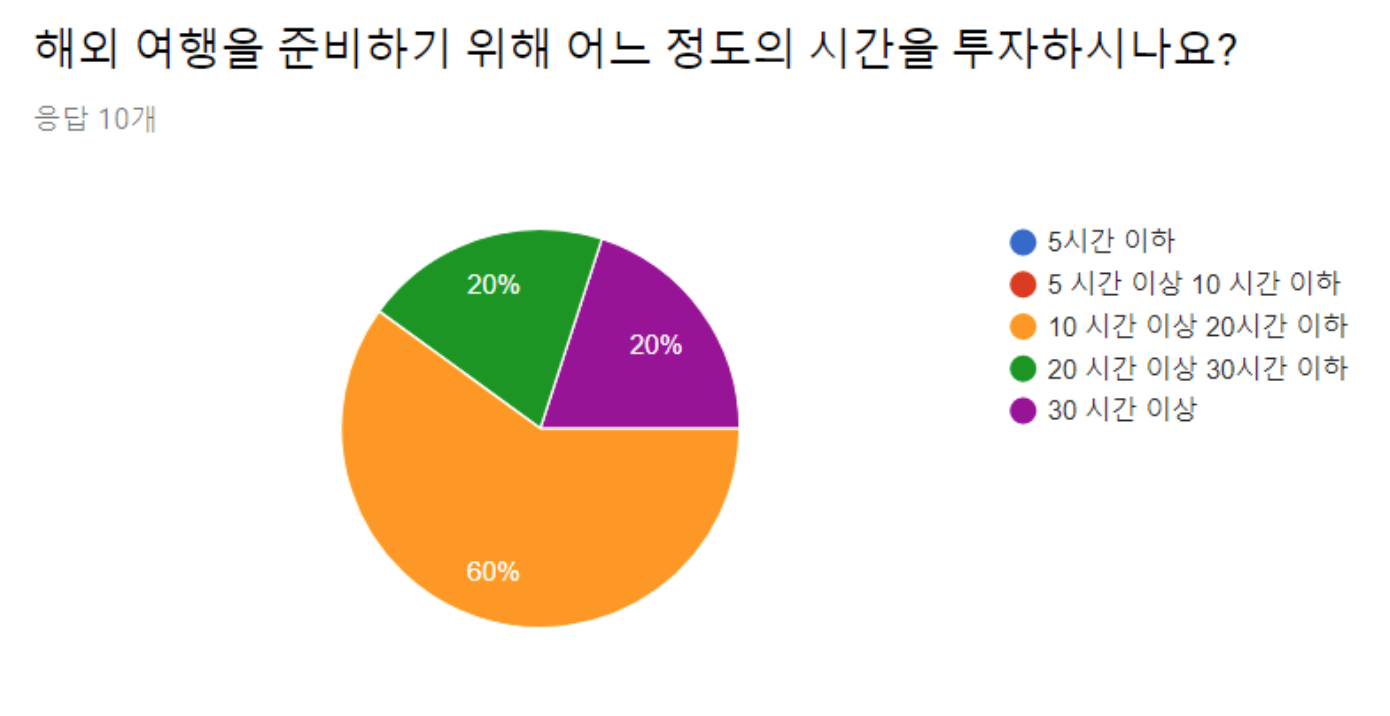 해외 여행을 준비하기 위해 어느 정도의 시간을 투자하시나요?
응답 10개
20%
20%
60%
5시간 이하
5 시간 이상 10 시간 이하
10 시간 이상 20시간 이하
20 시간 이상 30시간 이하
30 시간 이상